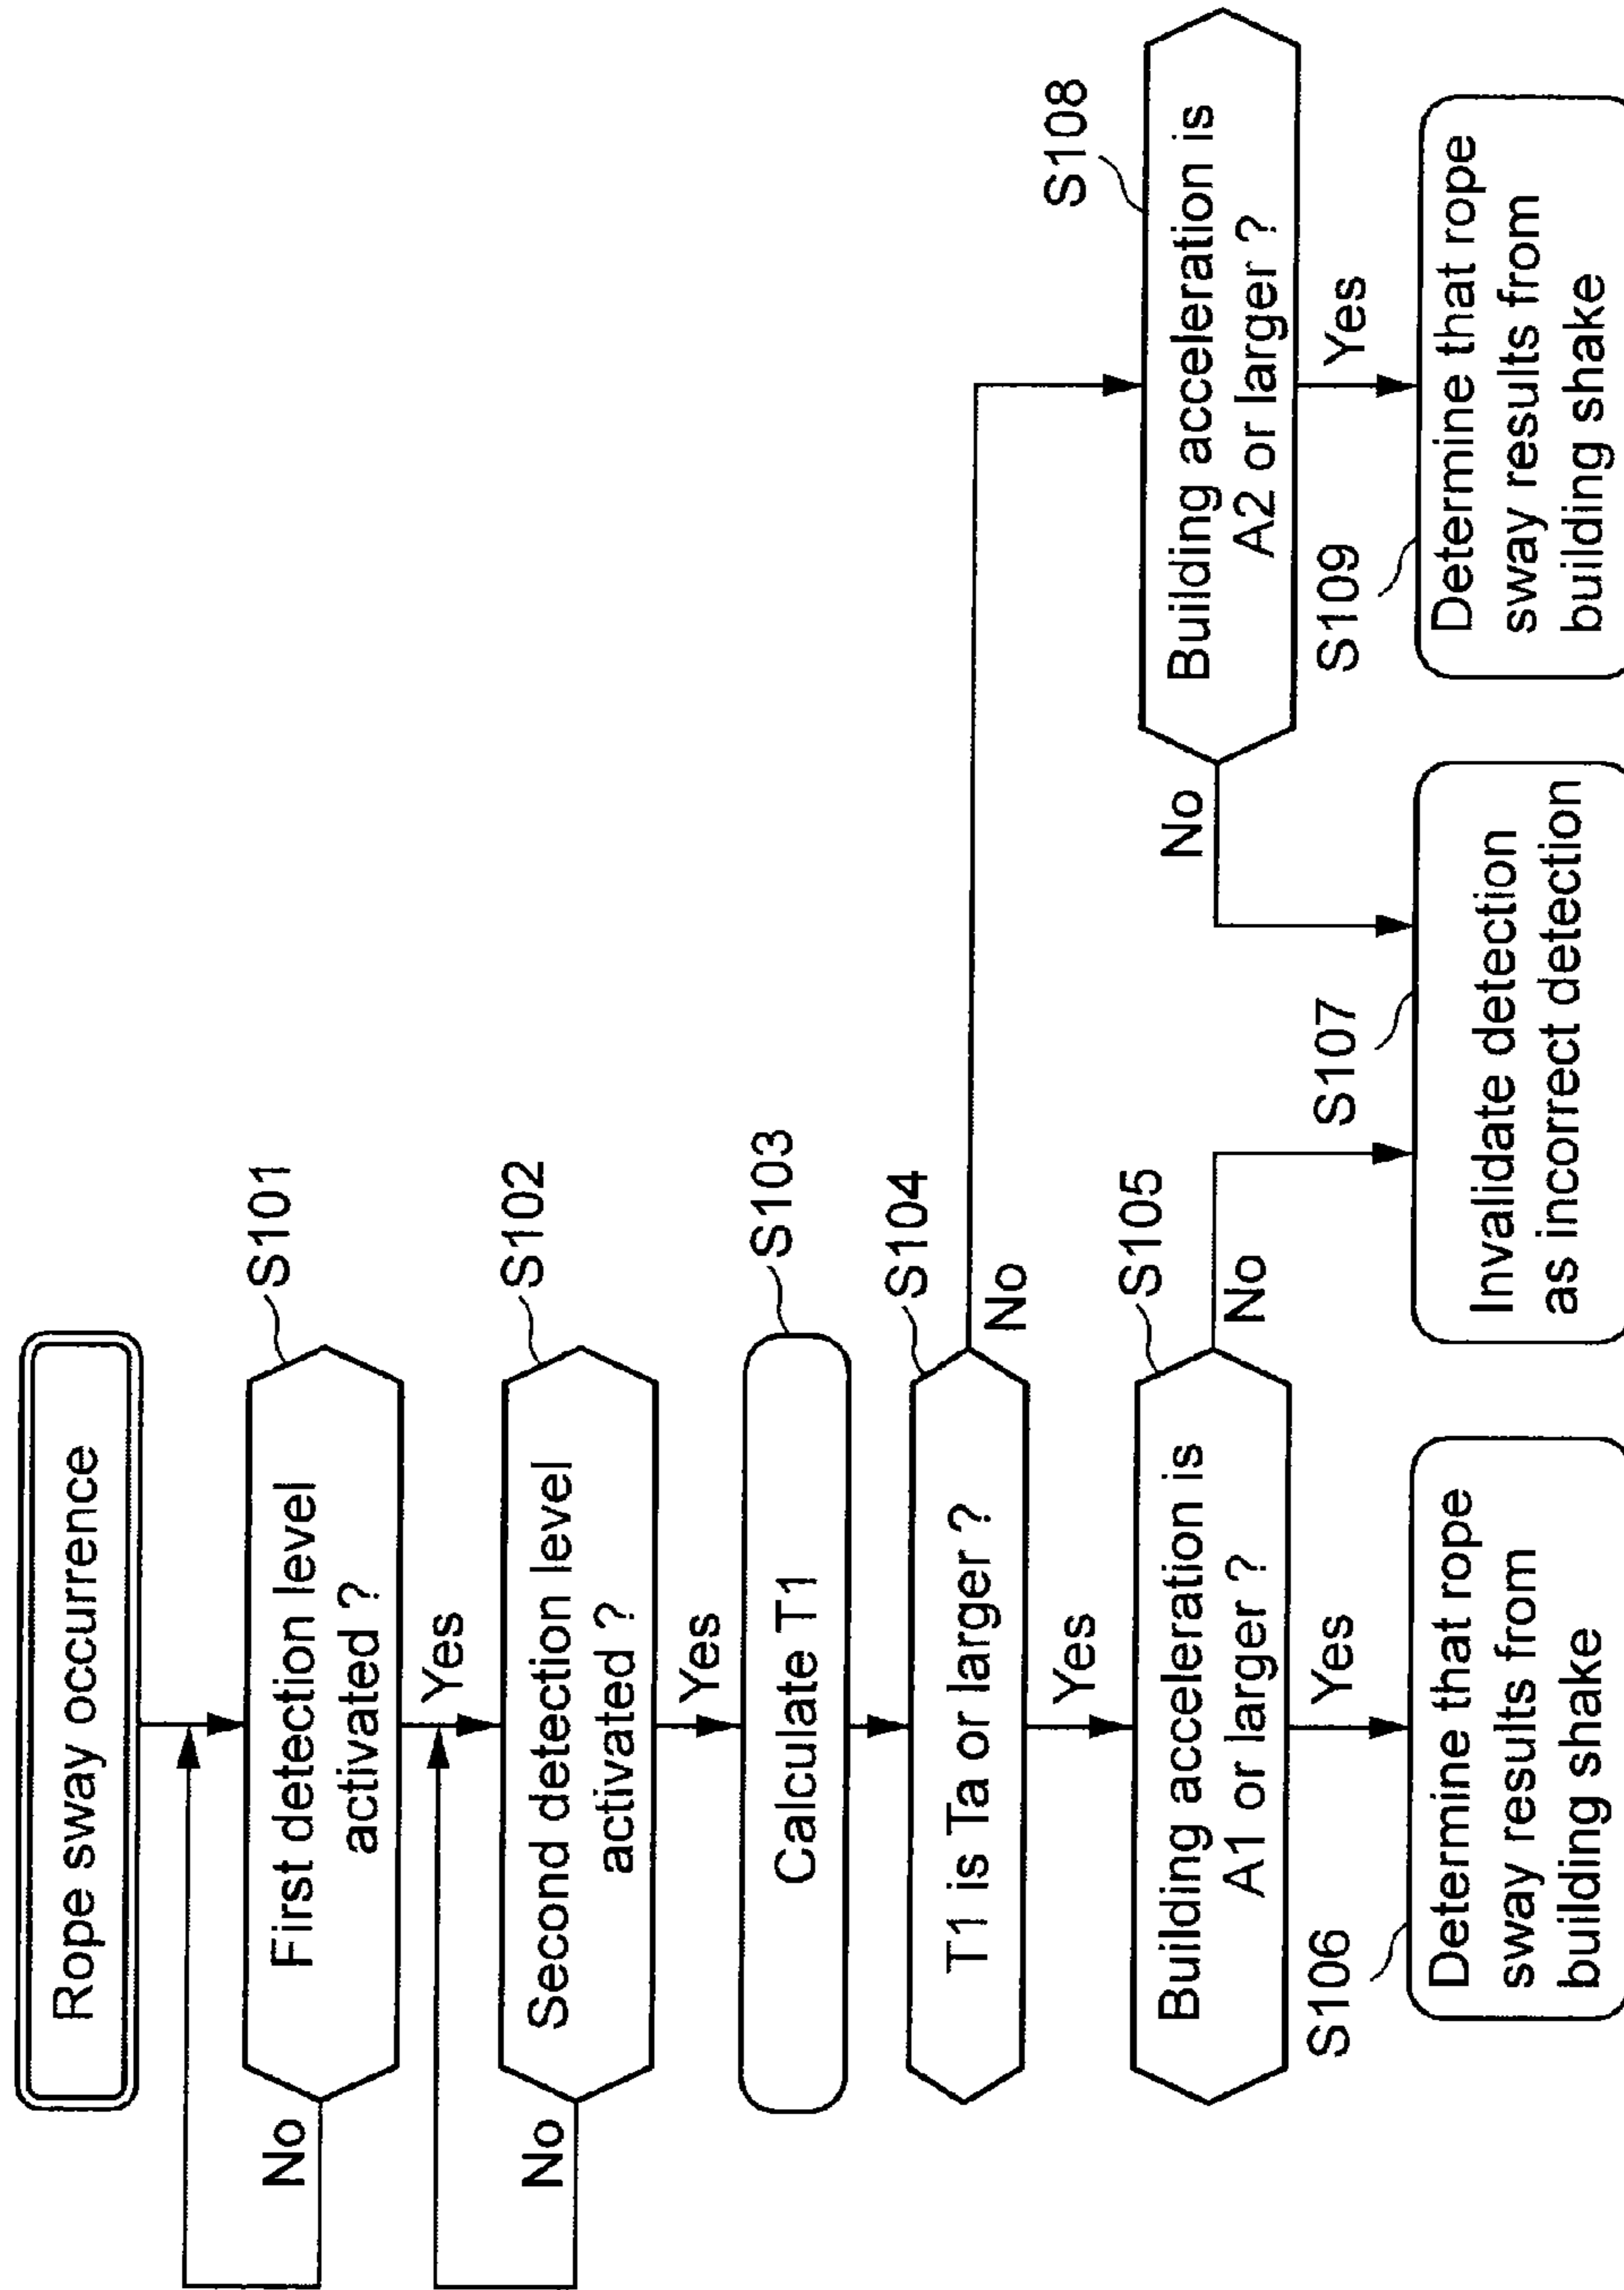 Rope sway occurrence
S101
First detection level
activated ?
No
Yes
S102
Second detection level
activated ?
No
Yes
S103
Calculate T1
S104
T1 is Ta or larger ?
No
Yes
S105
Building acceleration is
A1 or larger ?
No
Yes
S106
Determine that rope
sway results from
building shake
S107
Invalidate detection
as incorrect detection
S108
Building acceleration is
A2 or larger ?
No
Yes
S109
Determine that rope
sway results from
building shake